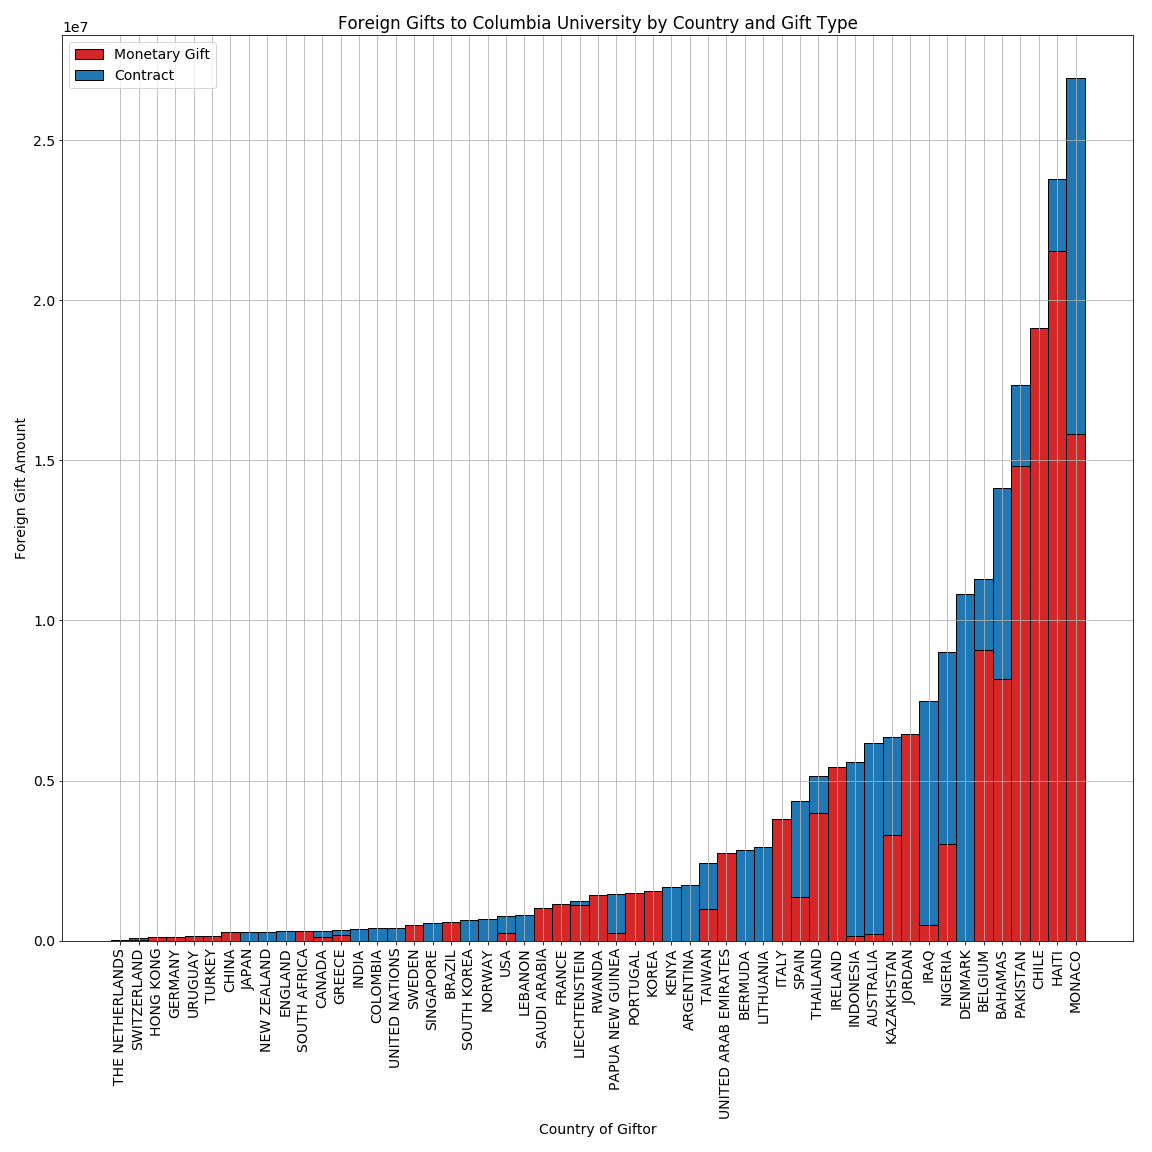 Foreign Gifts to Columbia University by Country and Gift Type
1e7
Monetary Gift
Contract
2.5
2.0
1.5
1.0
0.5
0.0
Foreign Gift Amount
THE NETHERLANDS
SWITZERLAND
HONG KONG
GERMANY
URUGUAY
TURKEY
CHINA
JAPAN
NEW ZEALAND
ENGLAND
SOUTH AFRICA
CANADA
GREECE
INDIA
COLOMBIA
UNITED NATIONS
SWEDEN
SINGAPORE
BRAZIL
SOUTH KOREA
NORWAY
USA
LEBANON
SAUDI ARABIA
FRANCE
LIECHTENSTEIN
RWANDA
PAPUA NEW GUINEA
PORTUGAL
KOREA
KENYA
ARGENTINA
TAIWAN
UNITED ARAB EMIRATES
BERMUDA
LITHUANIA
ITALY
SPAIN
THAILAND
IRELAND
INDONESIA
AUSTRALIA
KAZAKHSTAN
JORDAN
IRAQ
NIGERIA
DENMARK
BELGIUM
BAHAMAS
PAKISTAN
CHILE
HAITI
MONACO
Country of Giftor